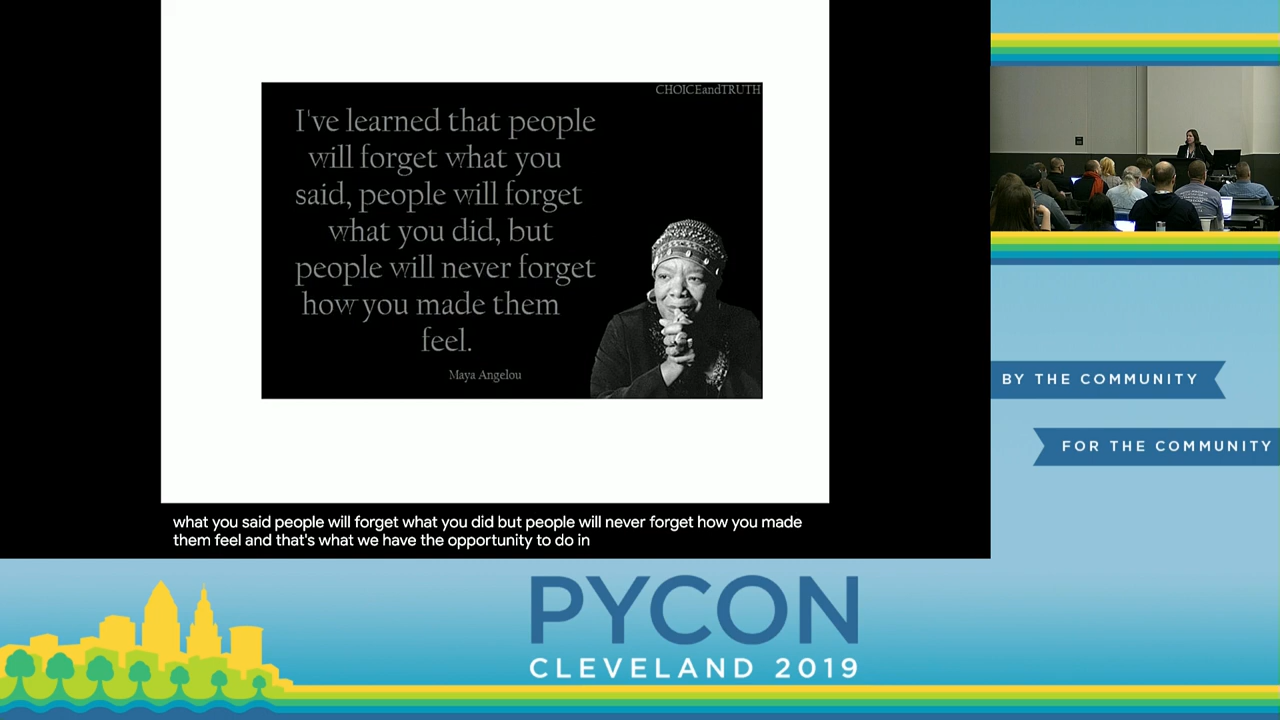 CHOICEandTRUTH
I've learned that people
will forget what you
said, people will forget
what you did, but
people will never forget
how you made them
feel.
Maya Angelou
what you said people will forget what you did but people will never forget how you made
them feel and that's what we have the opportunity to do in
BY THE COMMUNITY
FOR THE COMMUNITY
PYCON
CLEVELAND 2019